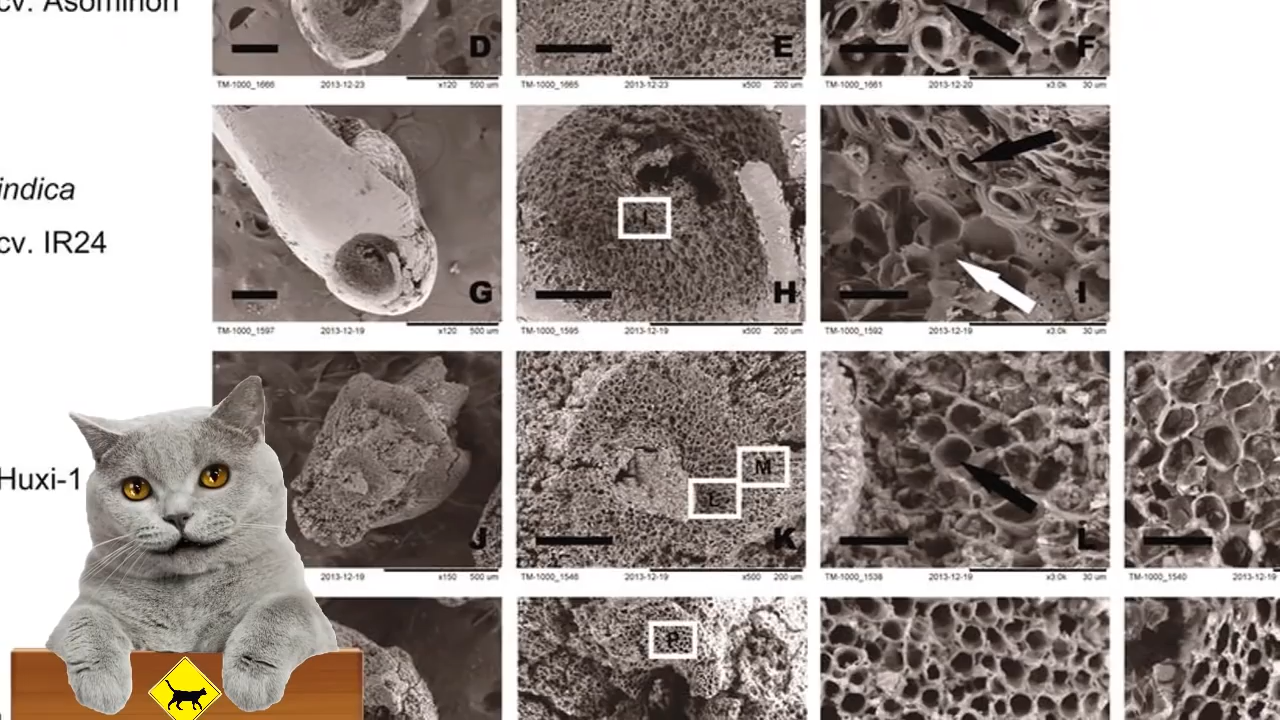 cv. Asominori
D
E
F
TM-1000_1666 2013-12-23 x120 500 um
TM-1000_1665 2013-12-23 x500 200 um
TM-1000_1661 2013-12-20 x3.0k 30 um
indica
cv. IR24
G
I
H
I
TM-1000_1597 2013-12-19 x120 500 um
TM-1000_1595 2013-12-19 x500 200 um
TM-1000_1592 2013-12-19 x3.0k 30 um
Huxi-1
J
M
L
K
L
2013-12-19 x150 500 um
TM-1000_1546 2013-12-19 x500 200 um
TM-1000_1538 2013-12-19 x3.0k 30 um
TM-1000_1540 2013-12-19
P